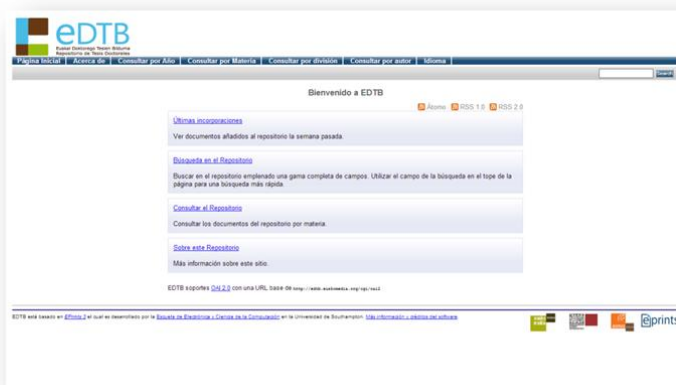 eDTB
Euskal Doktorego Tesien Bilduma
Repositorio de Tesis Doctorales
Página Inicial | Acerca de | Consultar por Año | Consultar por Materia | Consultar por división | Consultar por autor | Idioma |
Search
Bienvenido a EDTB
Atomo RSS 1.0 RSS 2.0
Últimas incorporaciones
Ver documentos añadidos al repositorio la semana pasada.
Búsqueda en el Repositorio
Buscar en el repositorio emplenado una gama completa de campos. Utilizar el campo de la búsqueda en el tope de la
página para una búsqueda más rápida.
Consultar el Repositorio
Consultar los documentos del repositorio por materia.
Sobre este Repositorio
Más información sobre este sitio.
EDTB soportes OAI 2.0 con una URL base de
EDTB está basado en EPrints 3 el cual es desarrollado por la Escuela de Electrónica y Ciencia de la Computación en la Universidad de Southampton. Más información y créditos del software.
eprints